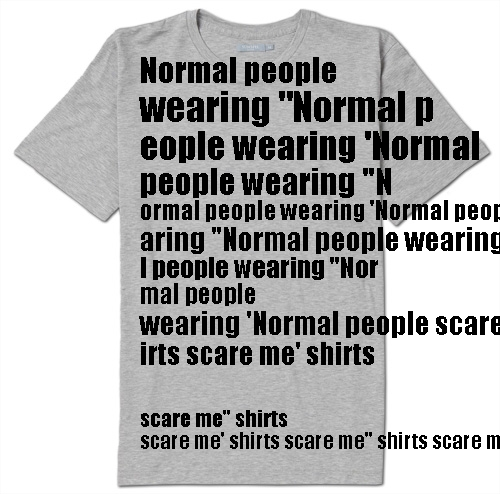 Normal people
wearing "Normal p
eople wearing 'Normal
people wearing "N
ormal people wearing 'Normal peop
aring "Normal people wearing
l people wearing "Nor
mal people
wearing 'Normal people scare
irts scare me' shirts
scare me" shirts
scare me' shirts scare me" shirts scare m